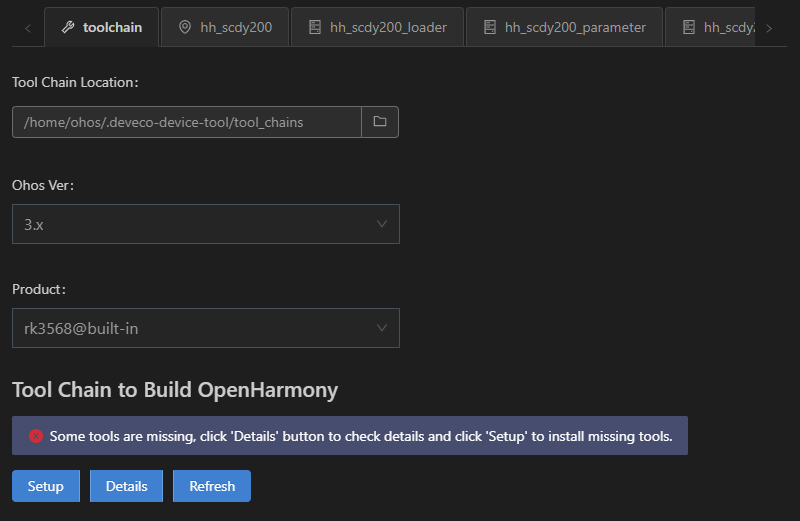 toolchain hh_scdy200 hh_scdy200_loader hh_scdy200_parameter hh_scdy2
Tool Chain Location:
/home/ohos/.deveco-device-tool/tool_chains
Ohos Ver:
3.x
Product:
rk3568@built-in
Tool Chain to Build OpenHarmony
Some tools are missing, click 'Details' button to check details and click 'Setup' to install missing tools.
Setup Details Refresh